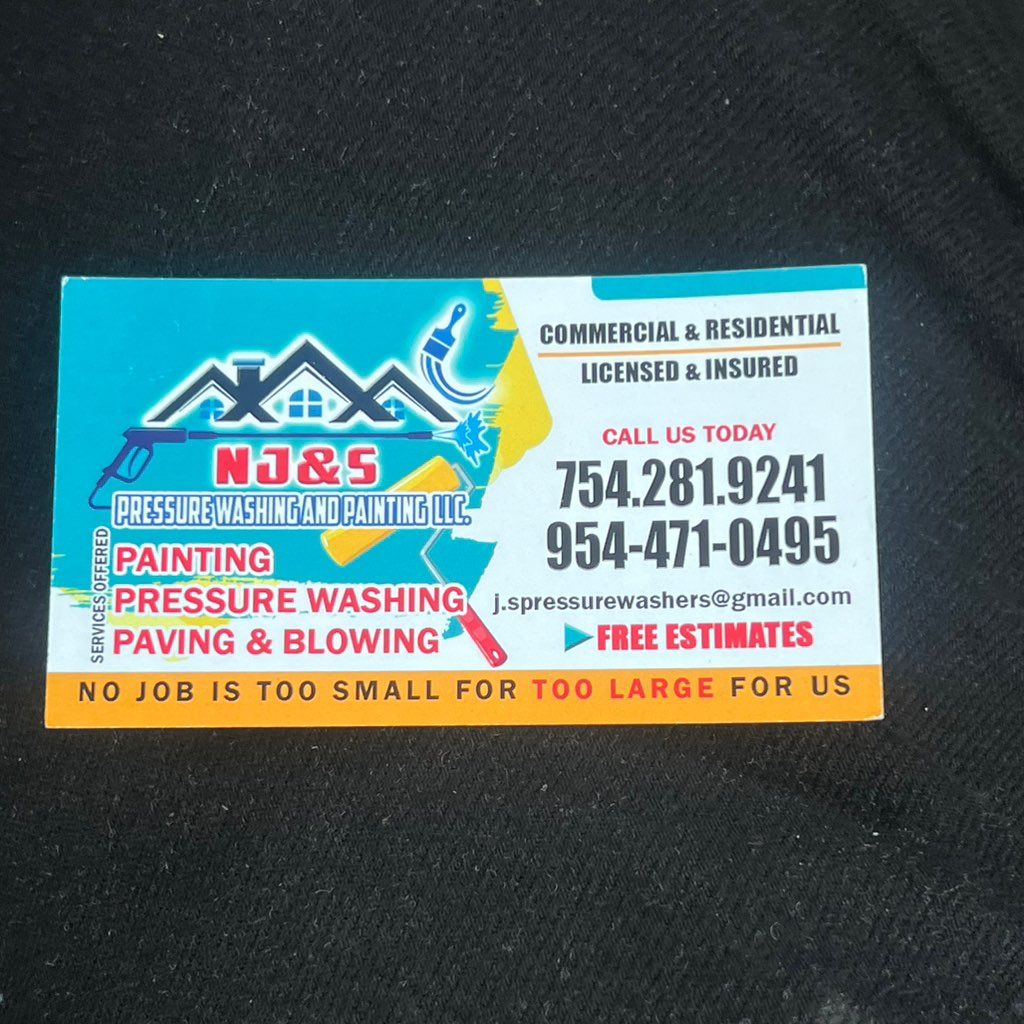 NJ&S
PRESSURE WASHING AND PAINTING LLC.
SERVICES OFFERED
PAINTING
PRESSURE WASHING
PAVING & BLOWING
COMMERCIAL & RESIDENTIAL
LICENSED & INSURED
CALL US TODAY
754.281.9241
954-471-0495
j.spressurewashers@gmail.com
FREE ESTIMATES
NO JOB IS TOO SMALL FOR TOO LARGE FOR US